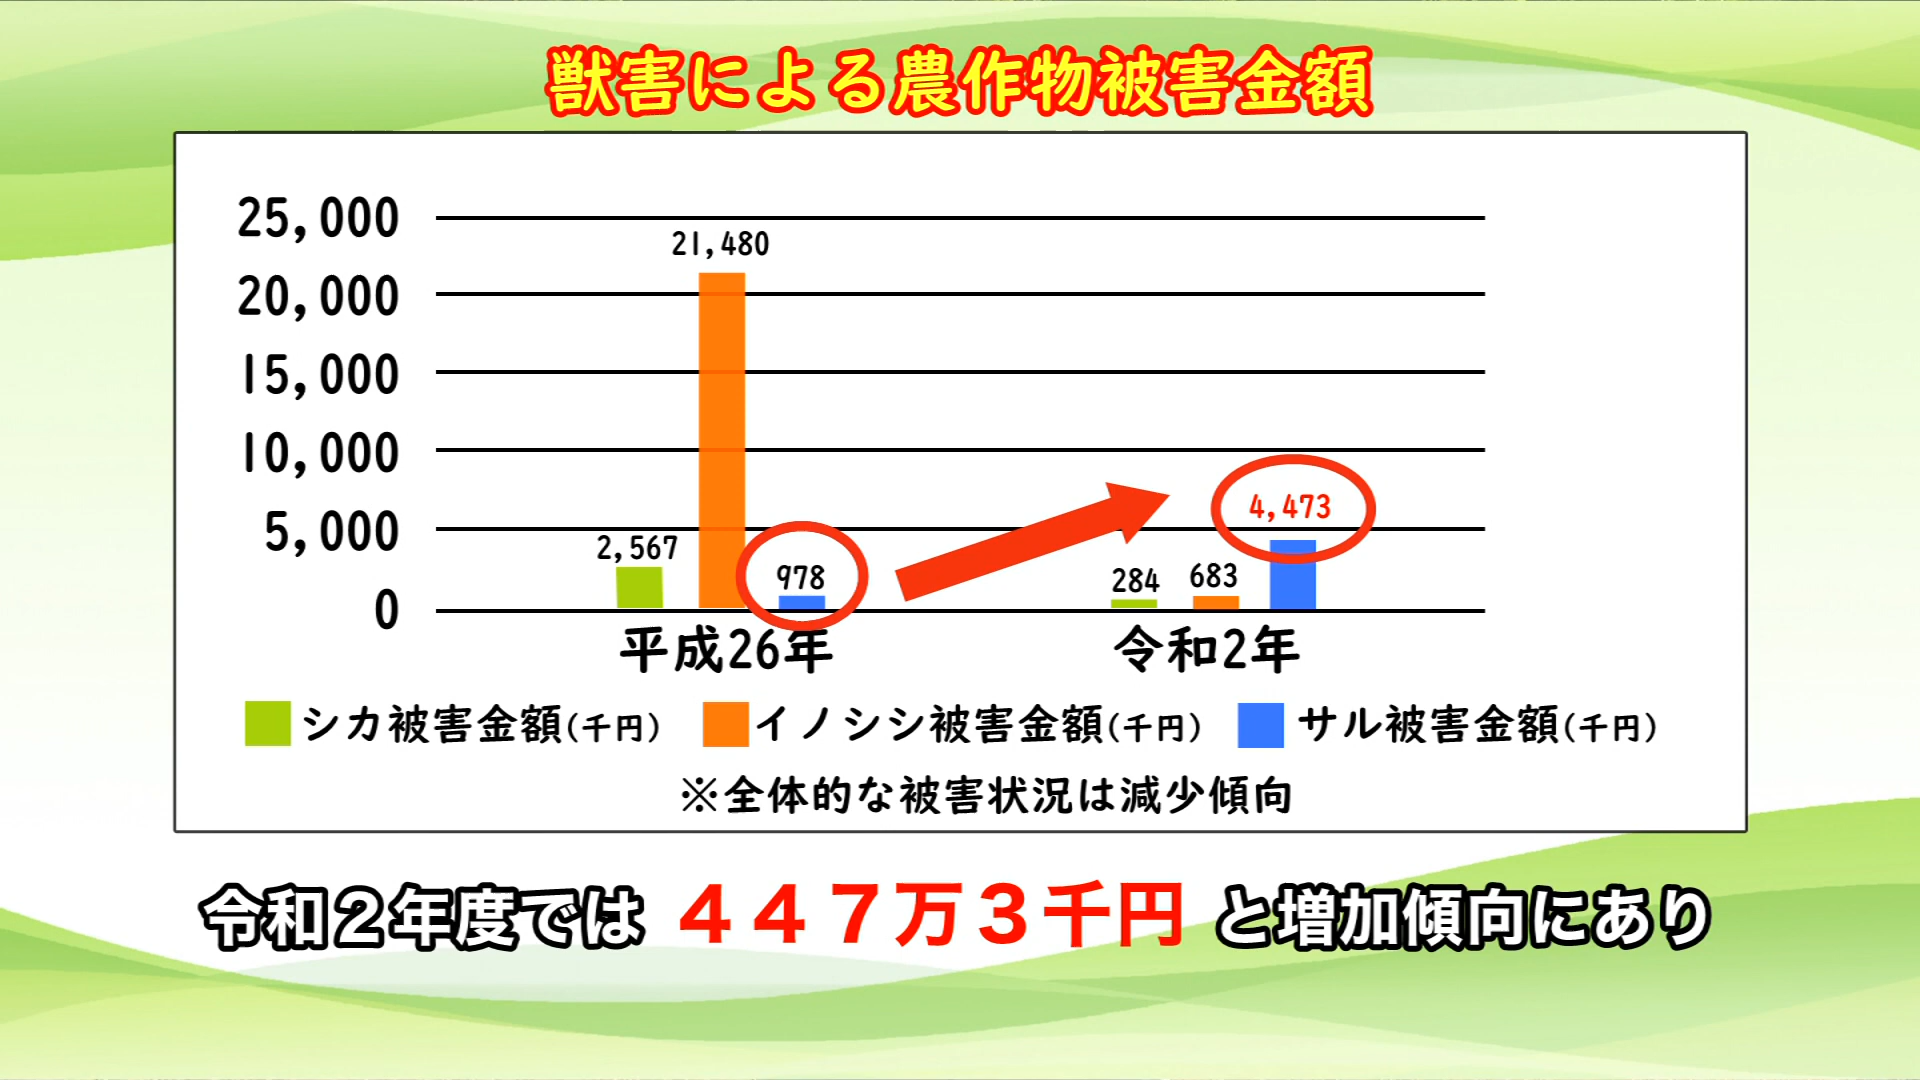 獣害による農作物被害金額
25,000
21,480
20,000
15,000
10,000
4,473
5,000
2,567
978
284
683
0
平成26年
令和2年
シカ被害金額(千円)
イノシシ被害金額(千円)
サル被害金額(千円)
※全体的な被害状況は減少傾向
令和２年度では ４４７万３千円 と増加傾向にあり